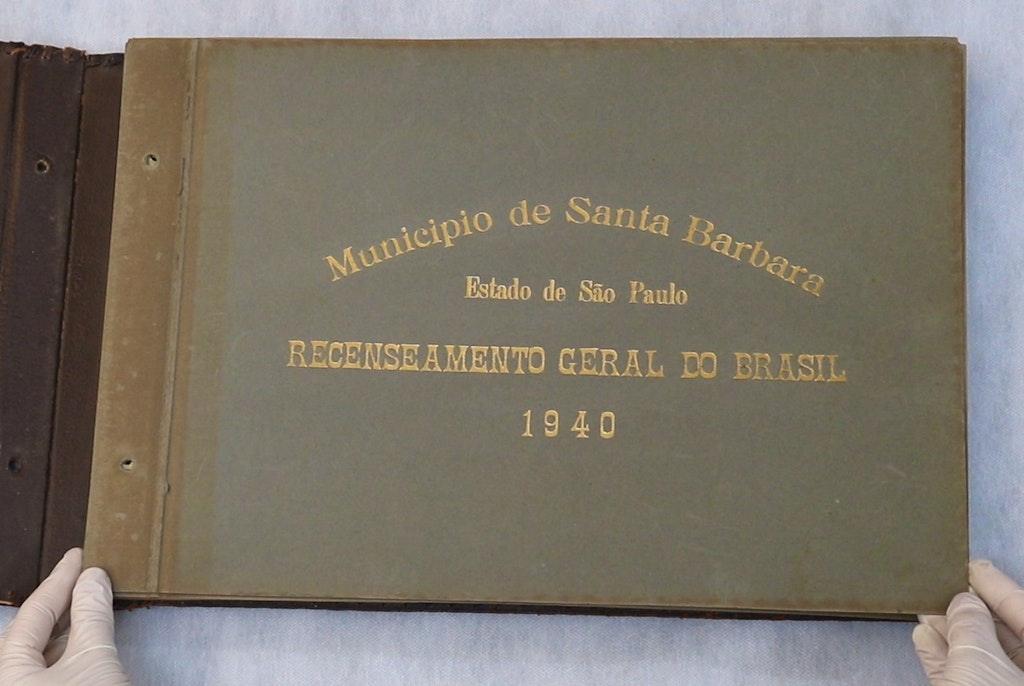 Municipio de Santa Barbara
Estado de São Paulo
RECENSEAMENTO GERAL DO BRASIL
1940